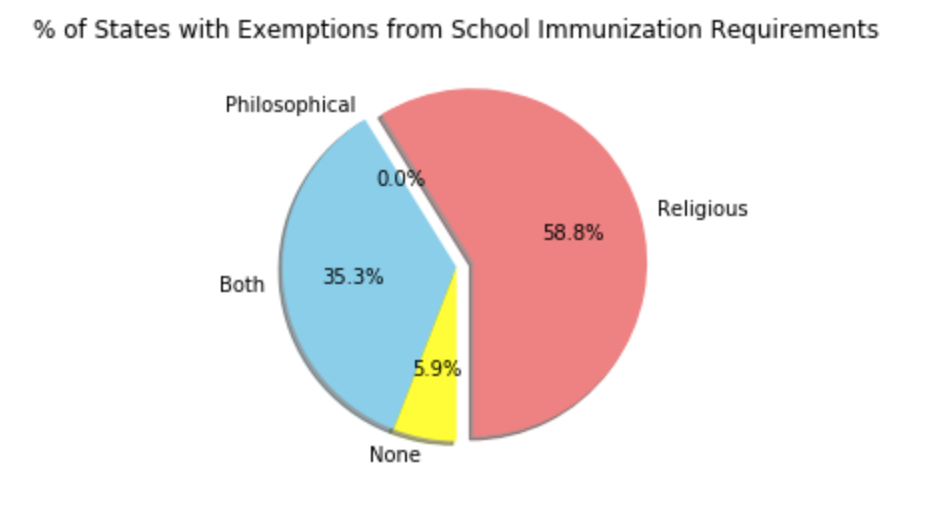 % of States with Exemptions from School Immunization Requirements
Philosophical
0.0%
Religious
58.8%
Both
35.3%
5.9%
None